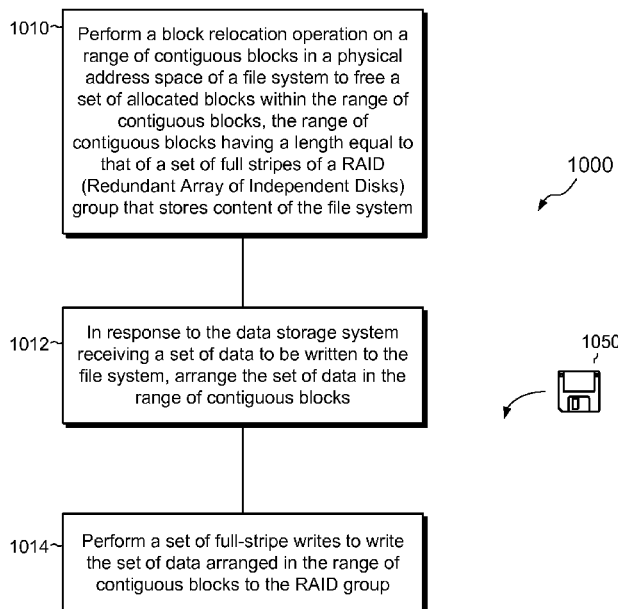 1010
Perform a block relocation operation on
a range of contiguous blocks in a physical
address space of a file system to free a
set of allocated blocks within the range of
contiguous blocks, the range of
contiguous blocks having a length equal to
that of a set of full stripes of a RAID
(Redundant Array of Independent Disks)
group that stores content of the file system
1000
1012
In response to the data storage system
receiving a set of data to be written to the
file system, arrange the set of data in the
range of contiguous blocks
1050
1014
Perform a set of full-stripe writes to write
the set of data arranged in the range of
contiguous blocks to the RAID group